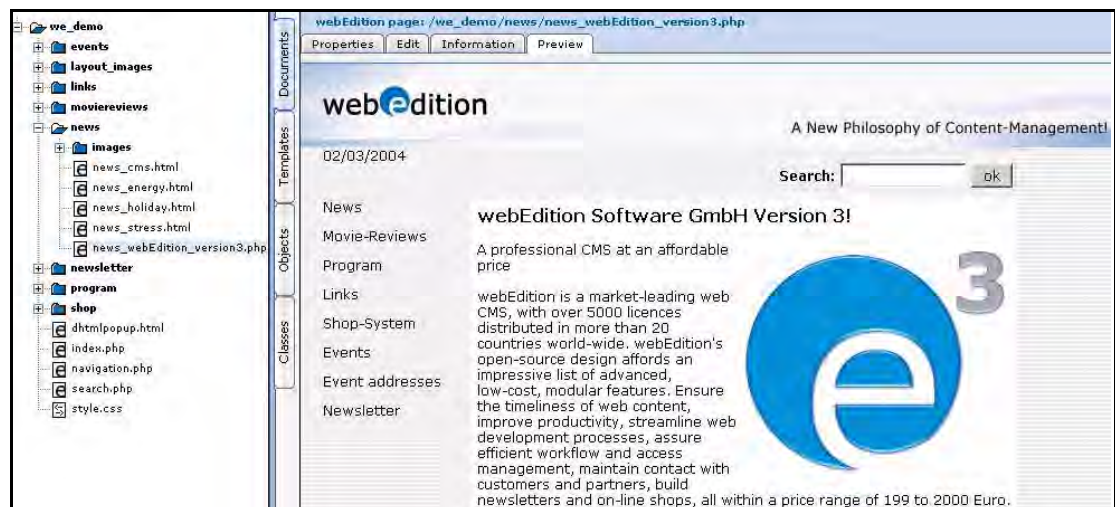 we_demo
events
layout_images
links
moviereviews
news
images
news_cms.html
news_energy.html
news_holiday.html
news_stress.html
news_webEdition_version3.php
newsletter
program
shop
dhtmlpopup.html
index.php
navigation.php
search.php
style.css
Documents
Templates
Objects
Classes
webEdition page: /we_demo/news/news_webEdition_version3.php
Properties Edit Information Preview
webedition
A New Philosophy of Content-Management!
02/03/2004
Search: ok
News
Movie-Reviews
Program
Links
Shop-System
Events
Event addresses
Newsletter
webEdition Software GmbH Version 3!
A professional CMS at an affordable
price
webEdition is a market-leading web
CMS, with over 5000 licences
distributed in more than 20
countries world-wide. webEdition's
open-source design affords an
impressive list of advanced,
low-cost, modular features. Ensure
the timeliness of web content,
improve productivity, streamline web
development processes, assure
efficient workflow and access
management, maintain contact with
customers and partners, build
newsletters and on-line shops, all within a price range of 199 to 2000 Euro.
e3